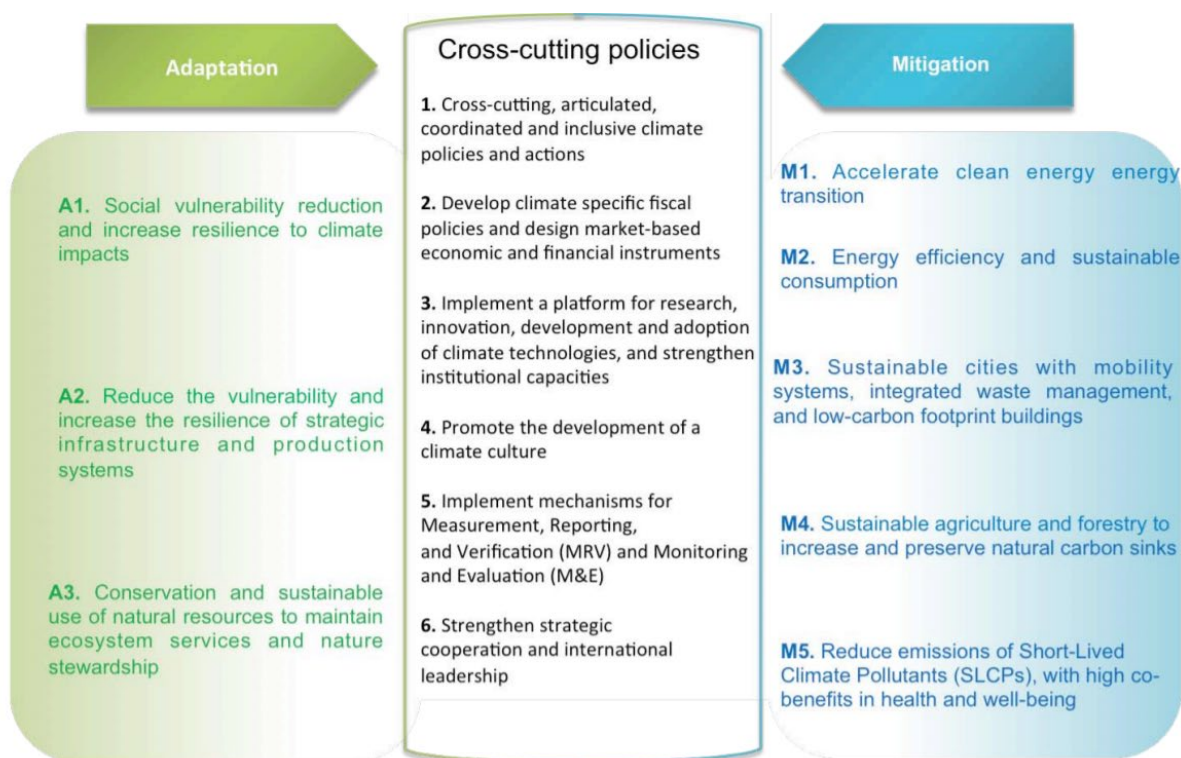 Adaptation
A1. Social vulnerability reduction
and increase resilience to climate
impacts
A2. Reduce the vulnerability and
increase the resilience of strategic
infrastructure and production
systems
A3. Conservation and sustainable
use of natural resources to maintain
ecosystem services and nature
stewardship
Cross-cutting policies
1. Cross-cutting, articulated,
coordinated and inclusive climate
policies and actions
2. Develop climate specific fiscal
policies and design market-based
economic and financial instruments
3. Implement a platform for research,
innovation, development and adoption
of climate technologies, and strengthen
institutional capacities
4. Promote the development of a
climate culture
5. Implement mechanisms for
Measurement, Reporting,
and Verification (MRV) and Monitoring
and Evaluation (M&E)
6. Strengthen strategic
cooperation and international
leadership
Mitigation
M1. Accelerate clean energy energy
transition
M2. Energy efficiency and sustainable
consumption
M3. Sustainable cities with mobility
systems, integrated waste management,
and low-carbon footprint buildings
M4. Sustainable agriculture and forestry to
increase and preserve natural carbon sinks
M5. Reduce emissions of Short-Lived
Climate Pollutants (SLCPs), with high co-
benefits in health and well-being